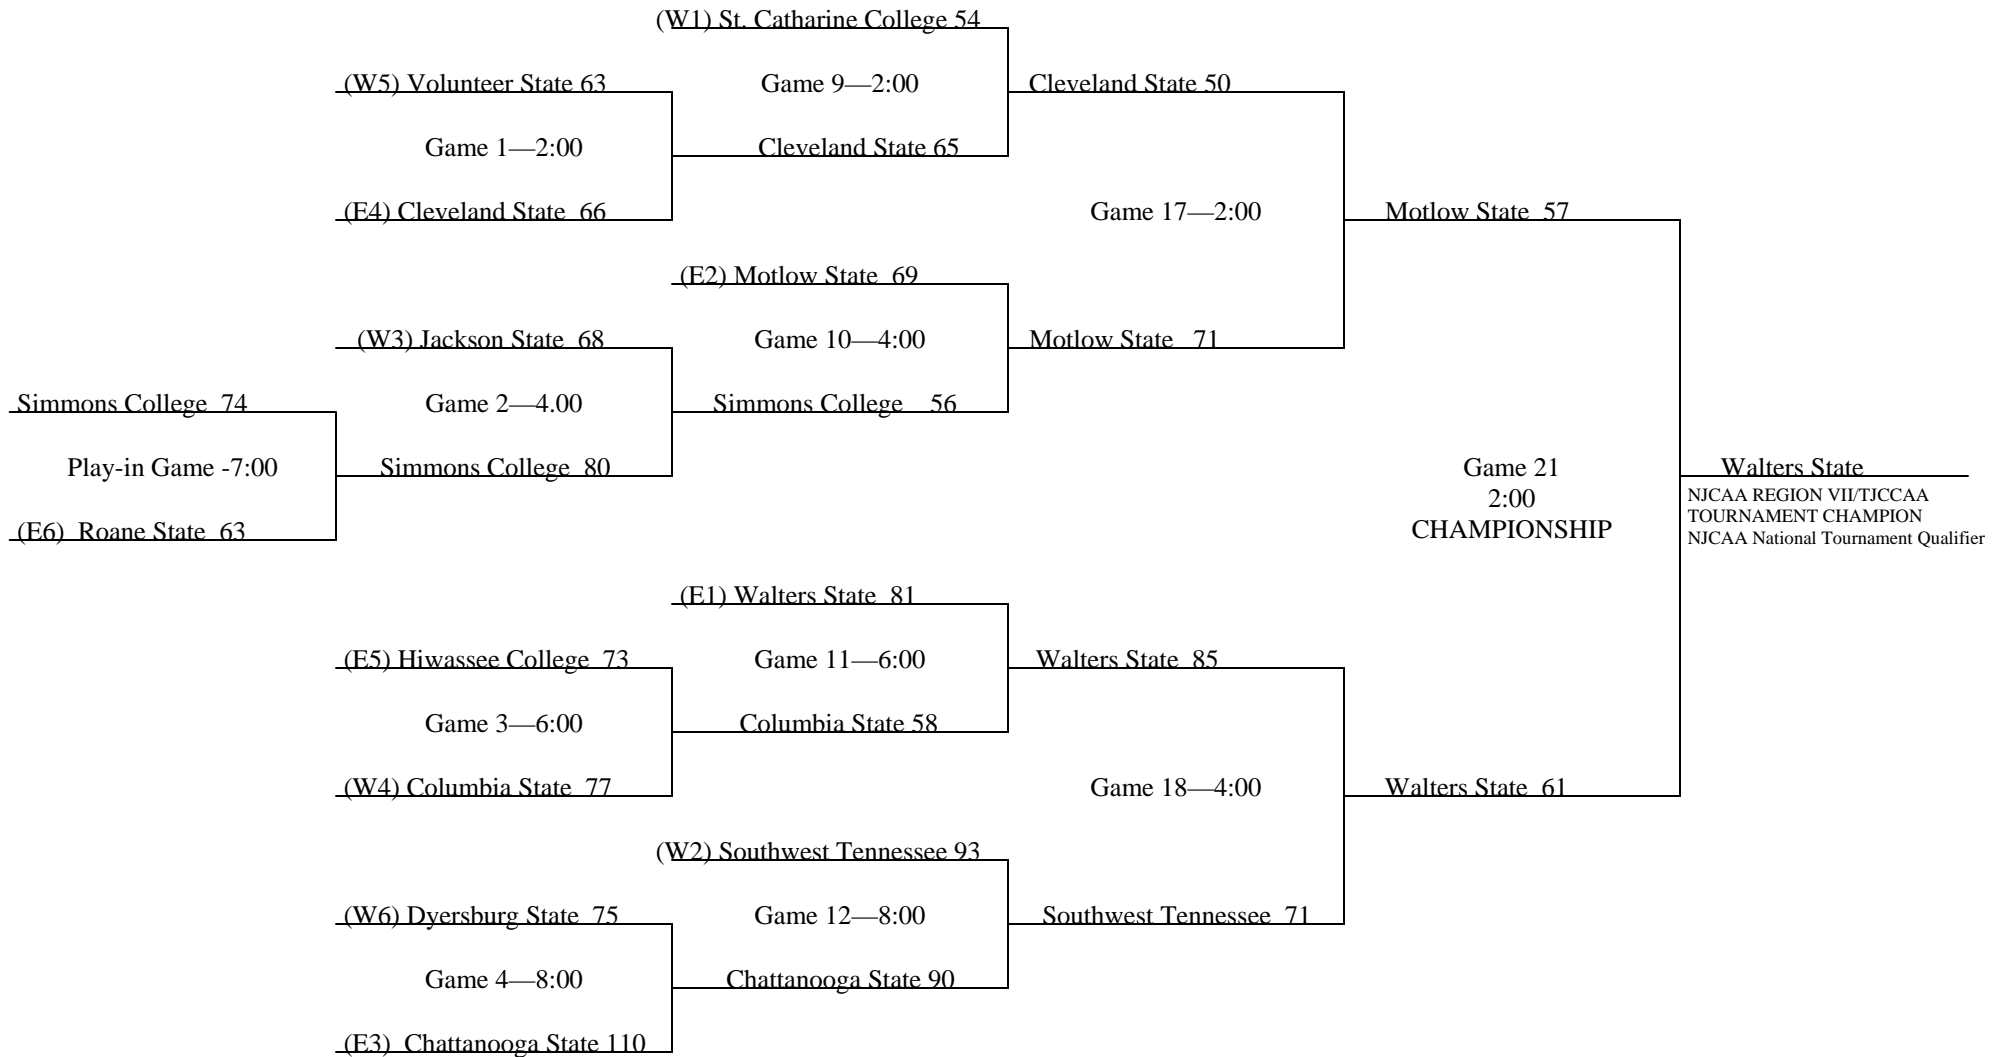 (W1) St. Catharine College 54
(W5) Volunteer State 63
Game 9—2:00
Cleveland State 50
Game 1—2:00
Cleveland State 65
(E4) Cleveland State  66
Game 17—2:00
Motlow State  57
(E2) Motlow State  69
(W3) Jackson State  68
Game 10—4:00
Motlow State   71
Simmons College  74
Game 2—4.00
Simmons College    56
Play-in Game -7:00
Simmons College  80
Game 21
2:00
CHAMPIONSHIP
Walters State
NJCAA REGION VII/TJCCAA
TOURNAMENT CHAMPION
NJCAA National Tournament Qualifier
(E6)  Roane State  63
(E1) Walters State  81
(E5) Hiwassee College  73
Game 11—6:00
Walters State  85
Game 3—6:00
Columbia State 58
(W4) Columbia State  77
Game 18—4:00
Walters State  61
(W2) Southwest Tennessee 93
(W6) Dyersburg State  75
Game 12—8:00
Southwest Tennessee  71
Game 4—8:00
Chattanooga State 90
(E3)  Chattanooga State 110